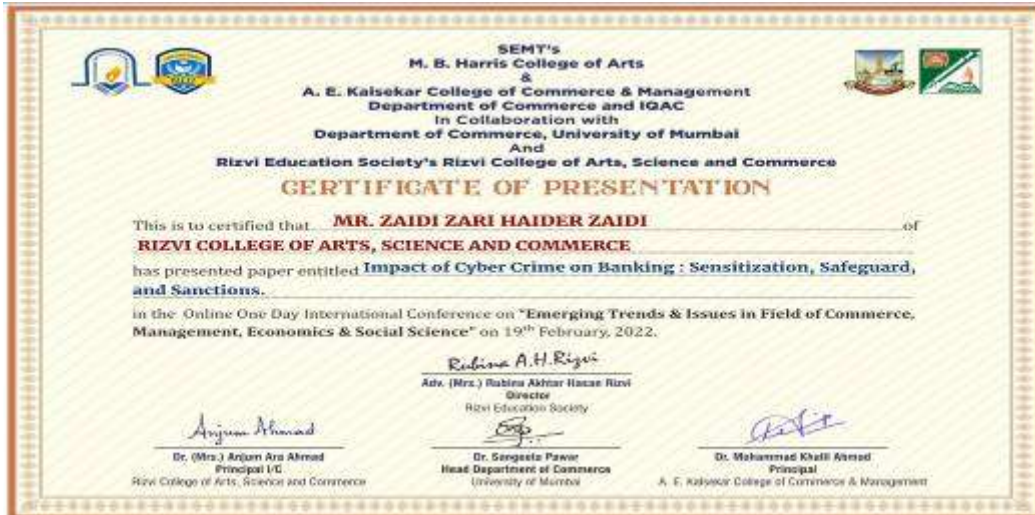 SEMT's
M. B. Harris College of Arts
&
A. E. Kalsekar College of Commerce & Management
Department of Commerce and IQAC
In Collaboration with
Department of Commerce, University of Mumbai
And
Rizvi Education Society's Rizvi College of Arts, Science and Commerce
CERTIFICATE OF PRESENTATION
This is to certified that MR. ZAIDI ZARI HAIDER ZAIDI of
RIZVI COLLEGE OF ARTS, SCIENCE AND COMMERCE
has presented paper entitled Impact of Cyber Crime on Banking : Sensitization, Safeguard,
and Sanctions.
in the Online One Day International Conference on "Emerging Trends & Issues in Field of Commerce,
Management, Economics & Social Science" on 19th February, 2022.
Rubina A.H.Rizvi
Adv. (Mrs.) Rubina Akhtar Hasan Rizvi
Director
Rizvi Education Society
Anjum Ahmad
Dr. (Mrs.) Anjum Ara Ahmad
Principal I/C
Rizvi College of Arts, Science and Commerce
Dr. Sangeeta Pawar
Head Department of Commerce
University of Mumbai
Dr. Mohammad Khalil Ahmad
Principal
A. E. Kalsekar College of Commerce & Management